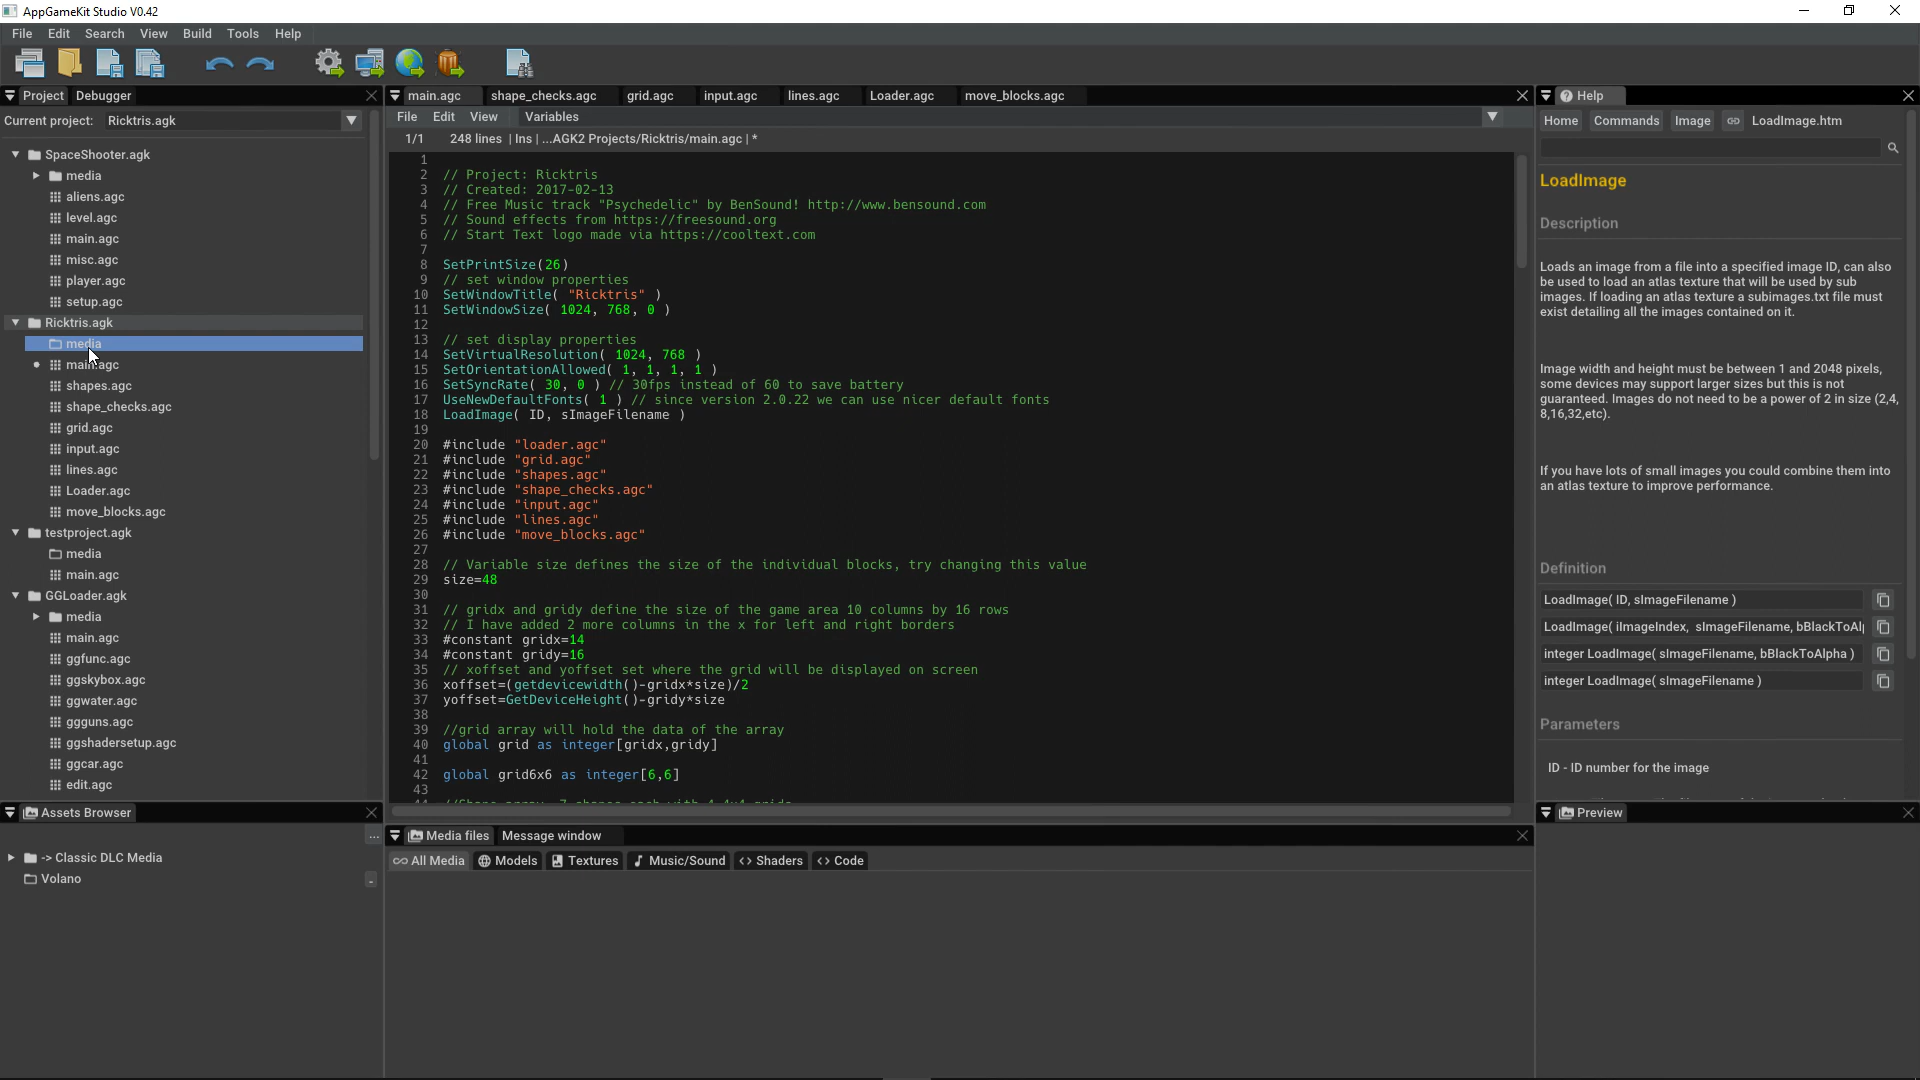 AppGameKit Studio V0.42
File Edit Search View Build Tools Help
Project Debugger
Current project: Ricktris.agk
SpaceShooter.agk
media
aliens.agc
level.agc
main.agc
misc.agc
player.agc
setup.agc
Ricktris.agk
media
main.agc
shapes.agc
shape_checks.agc
grid.agc
input.agc
lines.agc
Loader.agc
move_blocks.agc
testproject.agk
media
main.agc
GGLoader.agk
media
main.agc
ggfunc.agc
ggskybox.agc
ggwater.agc
ggguns.agc
ggshadersetup.agc
ggcar.agc
edit.agc
Assets Browser
...
-> Classic DLC Media
Volano
main.agc shape_checks.agc grid.agc input.agc lines.agc Loader.agc move_blocks.agc
File Edit View Variables
1/1 248 lines | Ins | ...AGK2 Projects/Ricktris/main.agc | *
1
2 // Project: Ricktris
3 // Created: 2017-02-13
4 // Free Music track "Psychedelic" by BenSound! http://www.bensound.com
5 // Sound effects from https://freesound.org
6 // Start Text logo made via https://cooltext.com
7
8 SetPrintSize(26)
9 // set window properties
10 SetWindowTitle( "Ricktris" )
11 SetWindowSize( 1024, 768, 0 )
12
13 // set display properties
14 SetVirtualResolution( 1024, 768 )
15 SetOrientationAllowed( 1, 1, 1, 1 )
16 SetSyncRate( 30, 0 ) // 30fps instead of 60 to save battery
17 UseNewDefaultFonts( 1 ) // since version 2.0.22 we can use nicer default fonts
18 LoadImage( ID, sImageFilename )
19
20 #include "loader.agc"
21 #include "grid.agc"
22 #include "shapes.agc"
23 #include "shape_checks.agc"
24 #include "input.agc"
25 #include "lines.agc"
26 #include "move_blocks.agc"
27
28 // Variable size defines the size of the individual blocks, try changing this value
29 size=48
30
31 // gridx and gridy define the size of the game area 10 columns by 16 rows
32 // I have added 2 more columns in the x for left and right borders
33 #constant gridx=14
34 #constant gridy=16
35 // xoffset and yoffset set where the grid will be displayed on screen
36 xoffset=(getdevicewidth()-gridx*size)/2
37 yoffset=GetDeviceHeight()-gridy*size
38
39 //grid array will hold the data of the array
40 global grid as integer[gridx,gridy]
41
42 global grid6x6 as integer[6,6]
43
Media files Message window
All Media Models Textures Music/Sound Shaders Code
Help
Home Commands Image LoadImage.htm
LoadImage
Description
Loads an image from a file into a specified image ID, can also
be used to load an atlas texture that will be used by sub
images. If loading an atlas texture a subimages.txt file must
exist detailing all the images contained on it.
Image width and height must be between 1 and 2048 pixels,
some devices may support larger sizes but this is not
guaranteed. Images do not need to be a power of 2 in size (2,4,
8,16,32,etc).
If you have lots of small images you could combine them into
an atlas texture to improve performance.
Definition
LoadImage( ID, sImageFilename )
LoadImage( iImageIndex, sImageFilename, bBlackToAl
integer LoadImage( sImageFilename, bBlackToAlpha )
integer LoadImage( sImageFilename )
Parameters
ID - ID number for the image
Preview